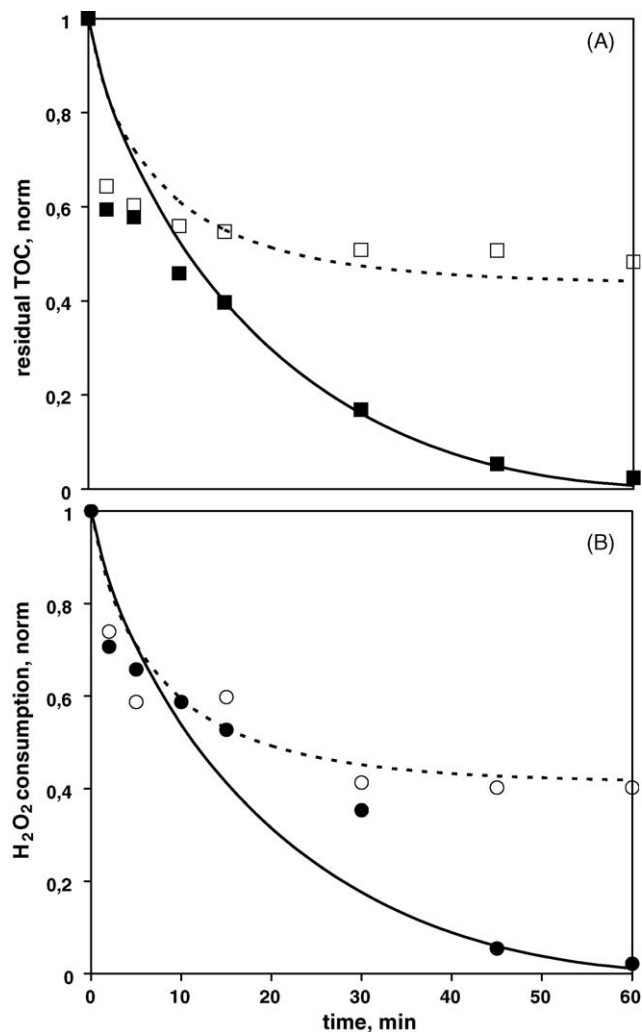 (A)
residual TOC, norm
1
0,8
0,6
0,4
0,2
0
(B)
H₂O₂ consumption, norm
1
0,8
0,6
0,4
0,2
0
0 10 20 30 40 50 60
time, min